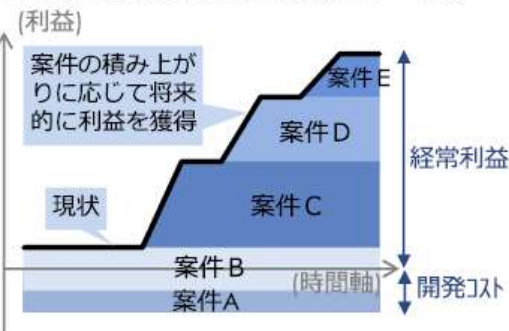 (利益)
案件の積み上が
りに応じて将来
的に利益を獲得
案件E
案件D
経常利益
現状
案件C
案件B
(時間軸)
開発コスト
案件A